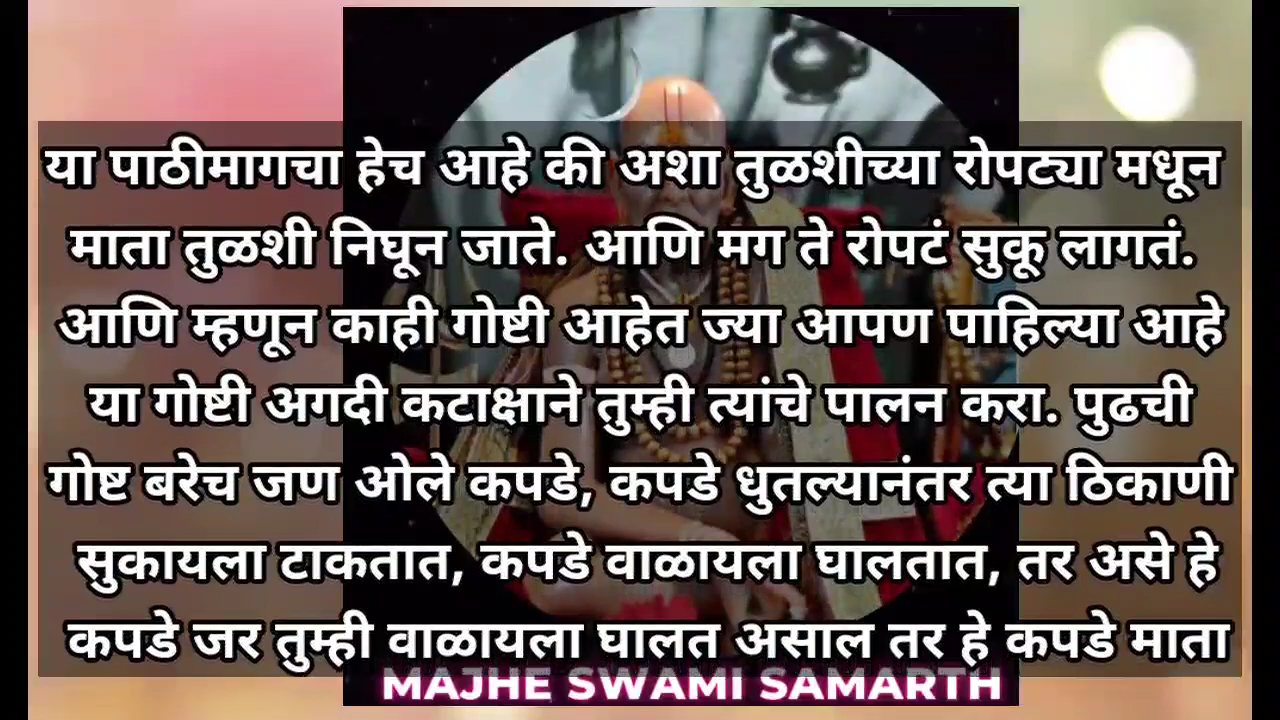 या पाठीमागचा हेच आहे की अशा तुळशीच्या रोपट्या मधून
माता तुळशी निघून जाते. आणि मग ते रोपटं सुकू लागतं.
आणि म्हणून काही गोष्टी आहेत ज्या आपण पाहिल्या आहे
या गोष्टी अगदी कटाक्षाने तुम्ही त्यांचे पालन करा. पुढची
गोष्ट बरेच जण ओले कपडे, कपडे धुतल्यानंतर त्या ठिकाणी
सुकायला टाकतात, कपडे वाळायला घालतात, तर असे हे
कपडे जर तुम्ही वाळायला घालत असाल तर हे कपडे माता
MAJHE SWAMI SAMARTH